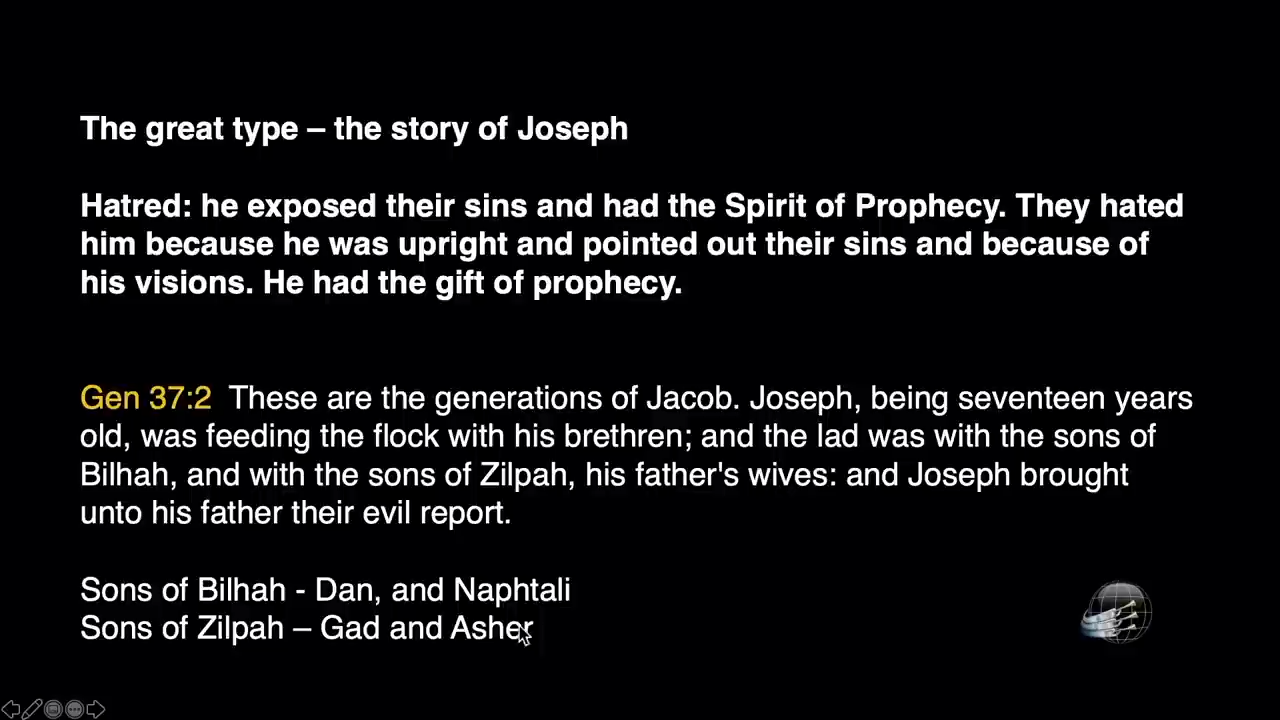 The great type – the story of Joseph
Hatred: he exposed their sins and had the Spirit of Prophecy. They hated
him because he was upright and pointed out their sins and because of
his visions. He had the gift of prophecy.
Gen 37:2  These are the generations of Jacob. Joseph, being seventeen years
old, was feeding the flock with his brethren; and the lad was with the sons of
Bilhah, and with the sons of Zilpah, his father's wives: and Joseph brought
unto his father their evil report.
Sons of Bilhah - Dan, and Naphtali
Sons of Zilpah – Gad and Asher